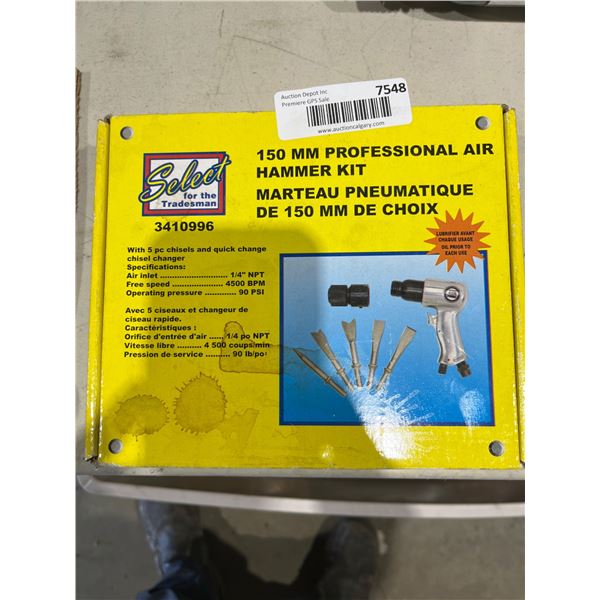 Auction Depot Inc
Premiere GPS Sale
7548
www.auctioncalgary.com
Select
for the
Tradesman
3410996
150 MM PROFESSIONAL AIR
HAMMER KIT
MARTEAU PNEUMATIQUE
DE 150 MM DE CHOIX
LUBRIFIER AVANT
CHAQUE USAGE
OIL PRIOR TO
EACH USE
With 5 pc chisels and quick change
chisel changer
Specifications:
Air inlet ............................ 1/4" NPT
Free speed .................... 4500 BPM
Operating pressure ............. 90 PSI
Avec 5 ciseaux et changeur de
ciseau rapide.
Caractéristiques :
Orifice d'entrée d'air ...... 1/4 po NPT
Vitesse libre .......... 4 500 coups/min
Pression de service .......... 90 lb/po²